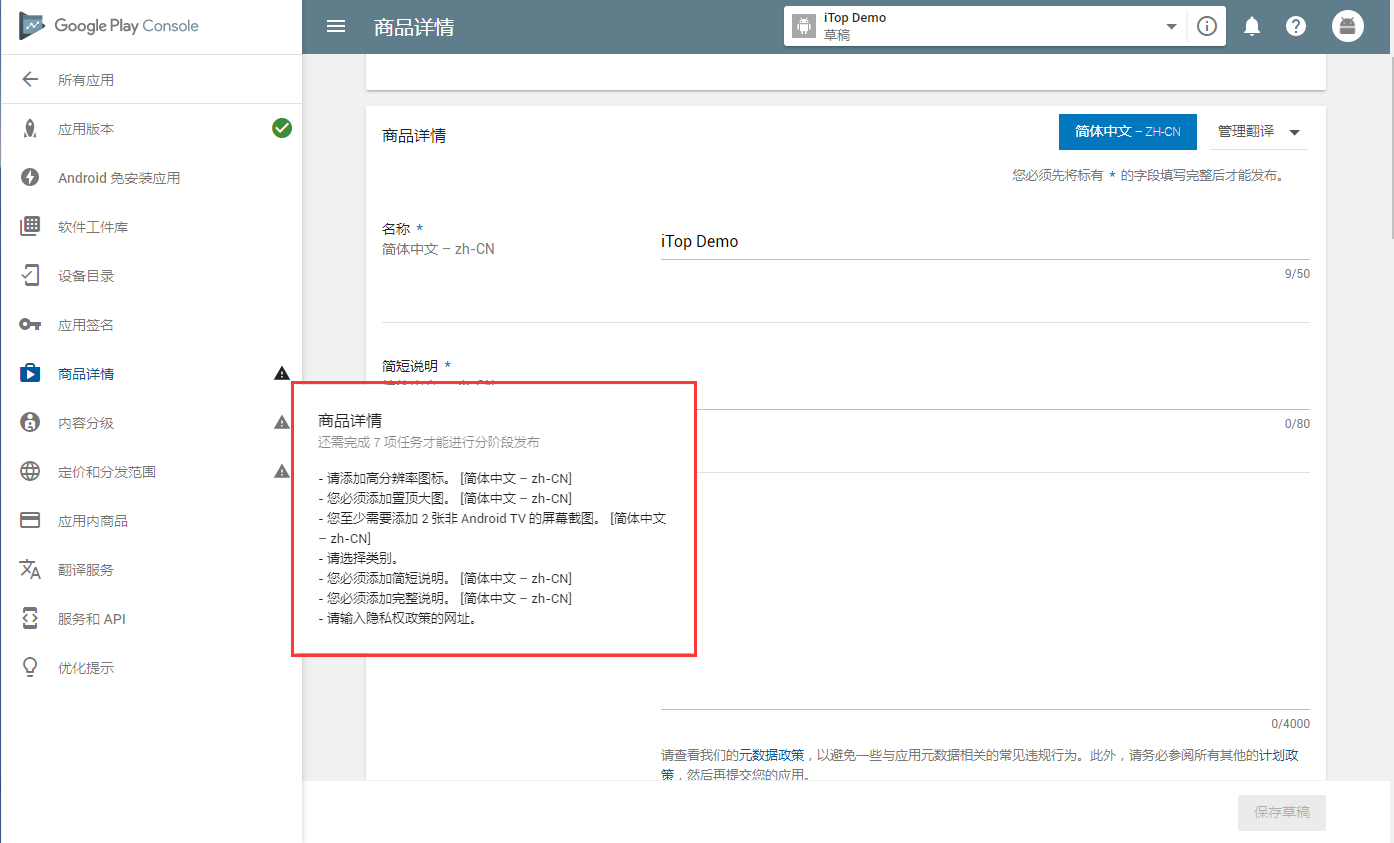 Google Play Console
商品详情
iTop Demo
草稿
所有应用
应用版本
Android 免安装应用
软件工件库
设备目录
应用签名
商品详情
内容分级
定价和分发范围
应用内商品
翻译服务
服务和 API
优化提示
商品详情
简体中文 – ZH-CN
管理翻译
您必须先将标有 * 的字段填写完整后才能发布。
名称 *
简体中文 – zh-CN
iTop Demo
9/50
简短说明 *
0/80
商品详情
还需完成 7 项任务才能进行分阶段发布
- 请添加高分辨率图标。 [简体中文 – zh-CN]
- 您必须添加置顶大图。 [简体中文 – zh-CN]
- 您至少需要添加 2 张非 Android TV 的屏幕截图。 [简体中文
– zh-CN]
- 请选择类别。
- 您必须添加简短说明。 [简体中文 – zh-CN]
- 您必须添加完整说明。 [简体中文 – zh-CN]
- 请输入隐私权政策的网址。
0/4000
请查看我们的元数据政策，以避免一些与应用元数据相关的常见违规行为。此外，请务必参阅所有其他的计划政
策，然后再提交您的应用。
保存草稿